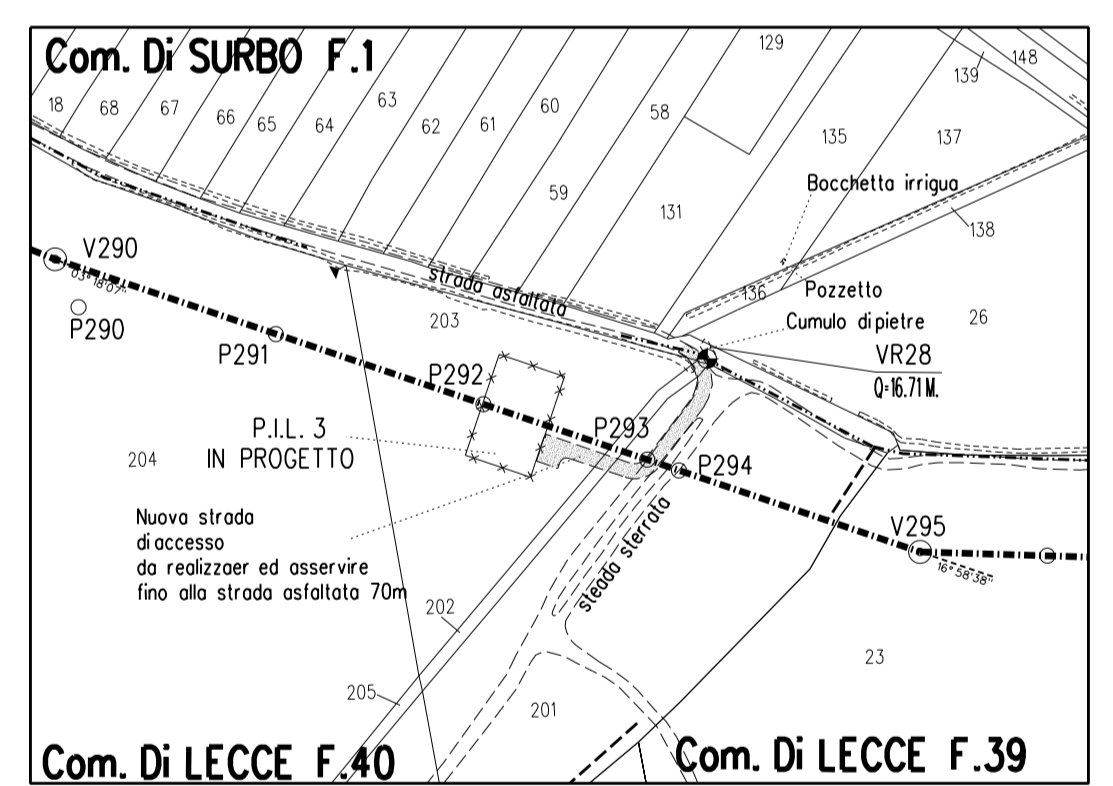 Com. Di SURBO F.1
129
139
148
18
68
67
66
65
64
63
62
61
60
58
135
137
59
131
Bocchetta irrigua
138
V290
03°18'07"
strada asfaltata
136
Pozzetto
P290
P291
203
Cumulo di pietre
26
P292
VR28
Q=16.71 M.
P.I.L. 3
IN PROGETTO
P293
204
P294
Nuova strada
di accesso
da realizzaer ed asservire
fino alla strada asfaltata 70m
steada sterrata
V295
16°58'38"
202
23
205
201
Com. Di LECCE F.40
Com. Di LECCE F.39